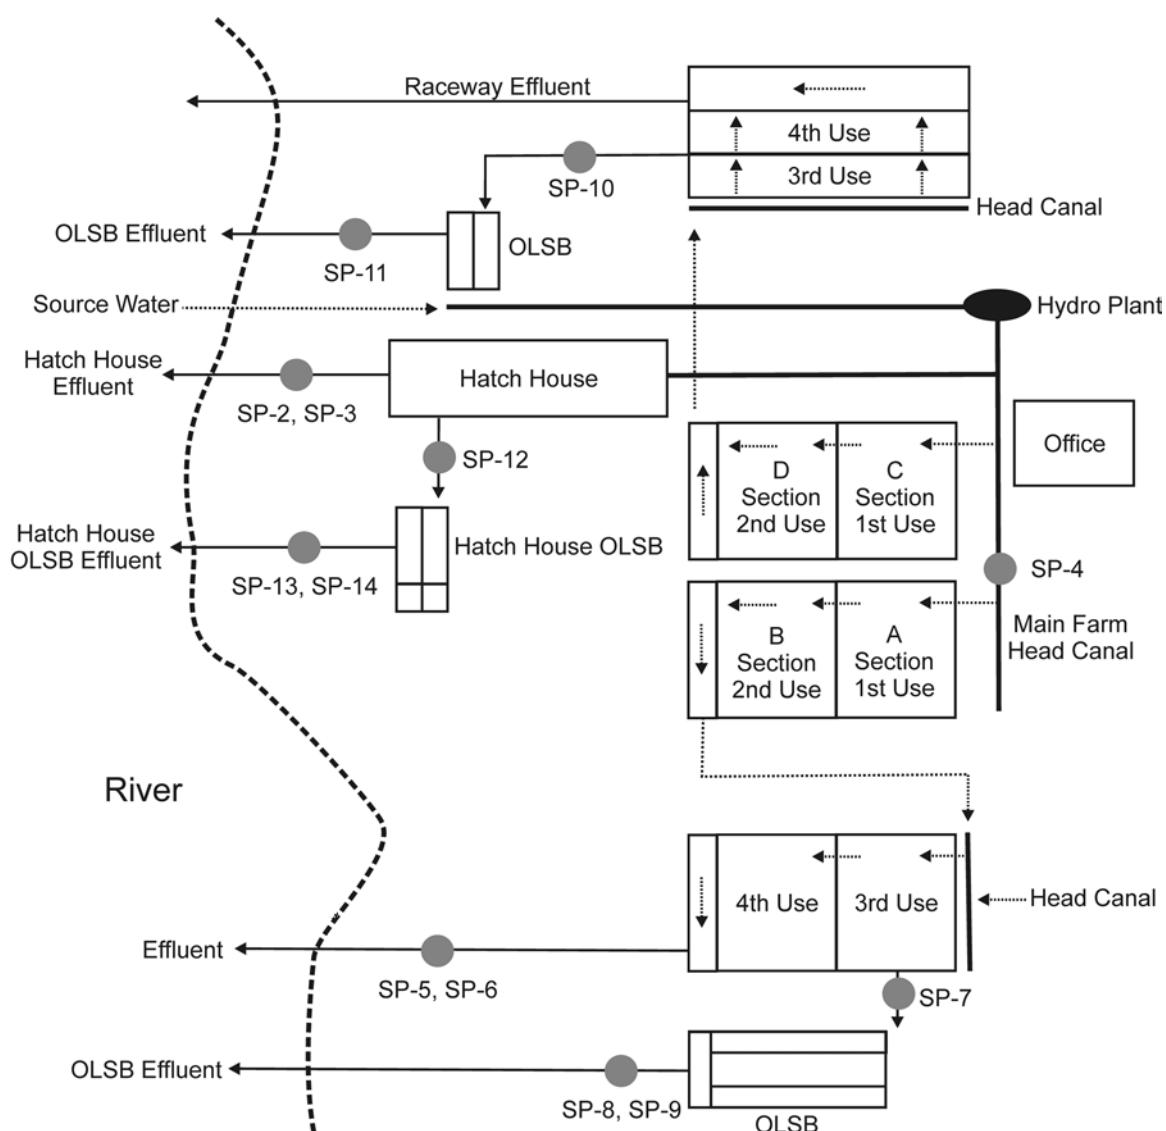 Raceway Effluent
4th Use
SP-10
3rd Use
Head Canal
OLSB Effluent
OLSB
SP-11
Source Water
Hydro Plant
Hatch House
Effluent
Hatch House
SP-2, SP-3
SP-12
Office
D
Section
2nd Use
C
Section
1st Use
Hatch House
OLSB Effluent
Hatch House OLSB
SP-13, SP-14
SP-4
B
Section
2nd Use
A
Section
1st Use
Main Farm
Head Canal
River
4th Use
3rd Use
Head Canal
Effluent
SP-5, SP-6
SP-7
OLSB Effluent
SP-8, SP-9
OLSB